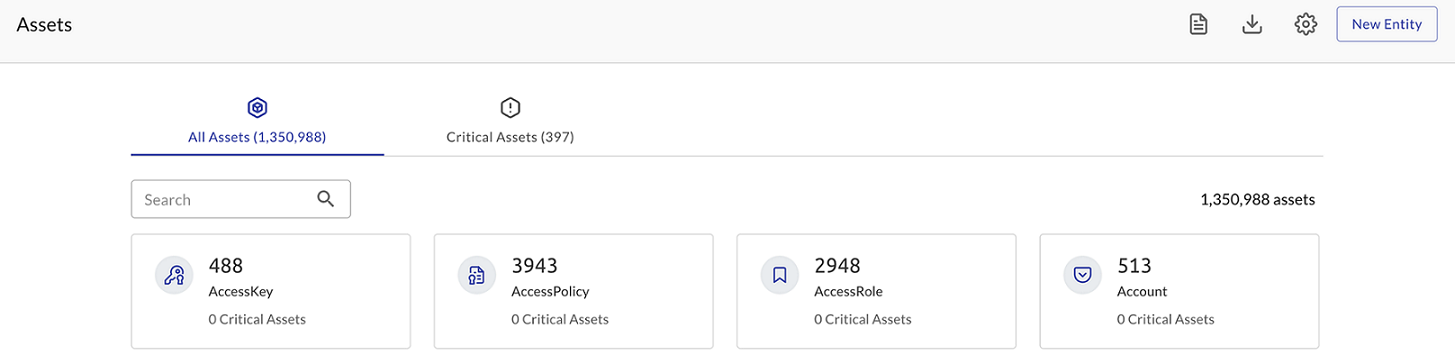 Assets
New Entity
All Assets (1,350,988)
Critical Assets (397)
Search
1,350,988 assets
488
AccessKey
0 Critical Assets
3943
AccessPolicy
0 Critical Assets
2948
AccessRole
0 Critical Assets
513
Account
0 Critical Assets